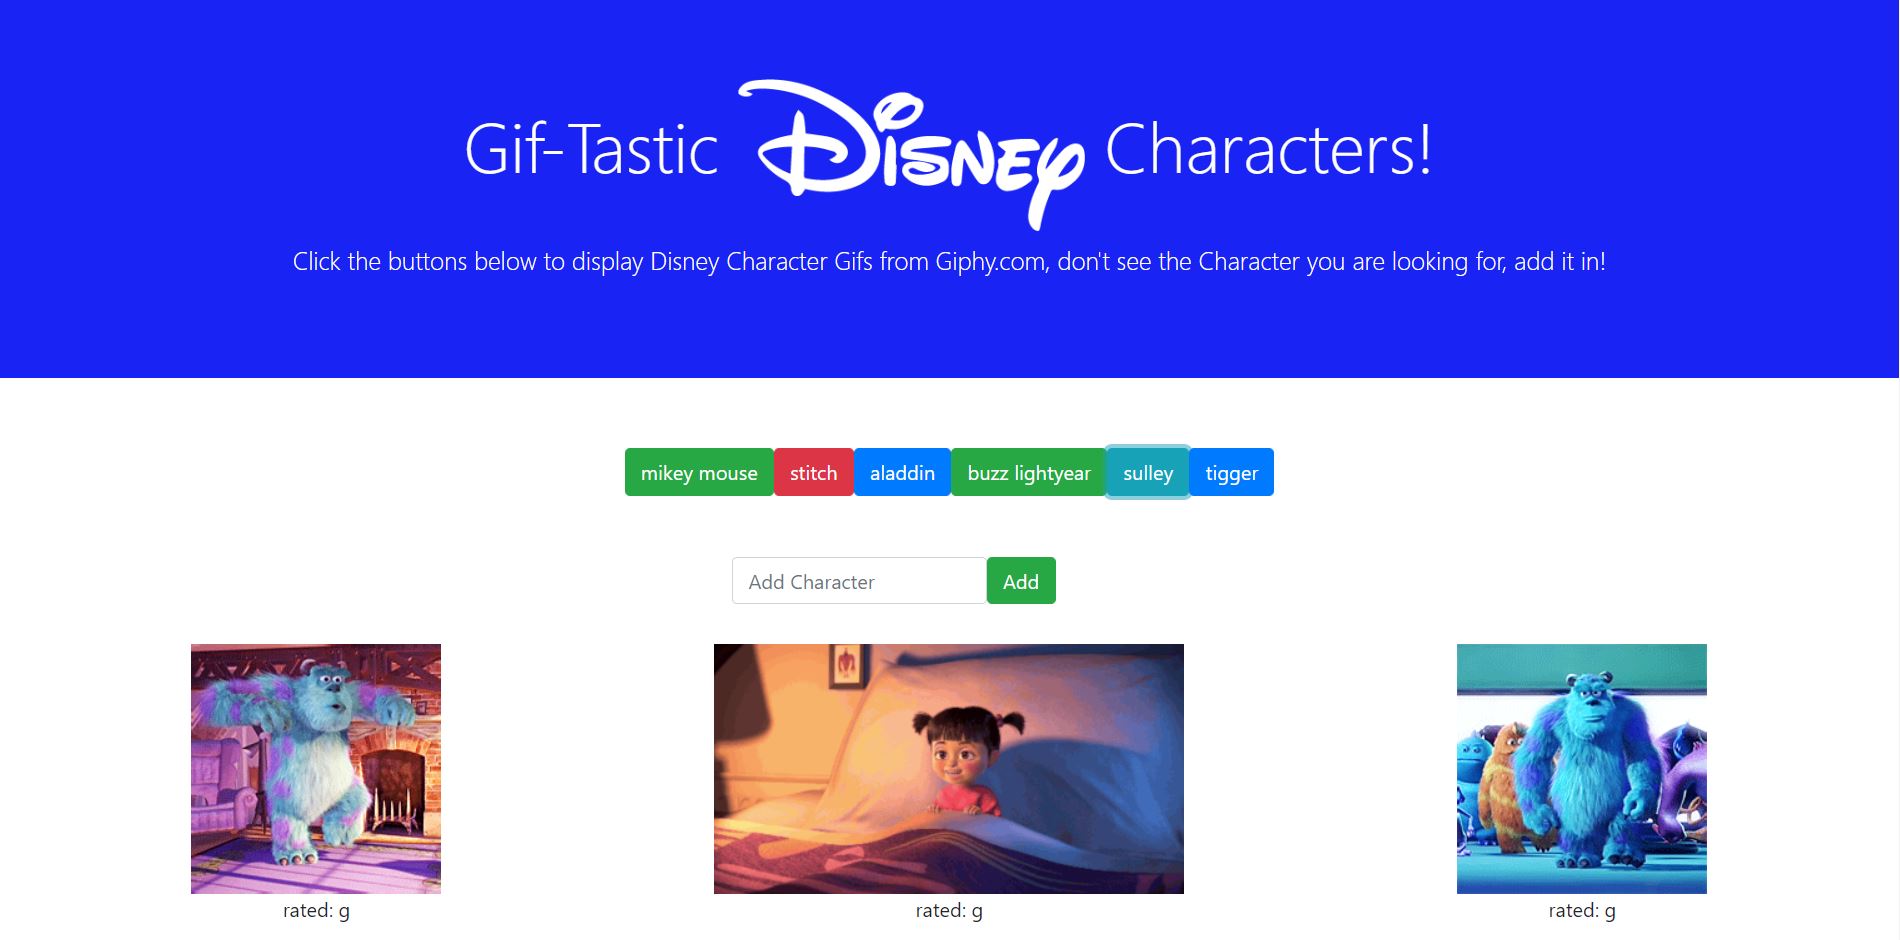 Gif-Tastic Disney Characters!
Click the buttons below to display Disney Character Gifs from Giphy.com, don't see the Character you are looking for, add it in!
mikey mouse stitch aladdin buzz lightyear sulley tigger
Add Character Add
rated: g rated: g rated: g